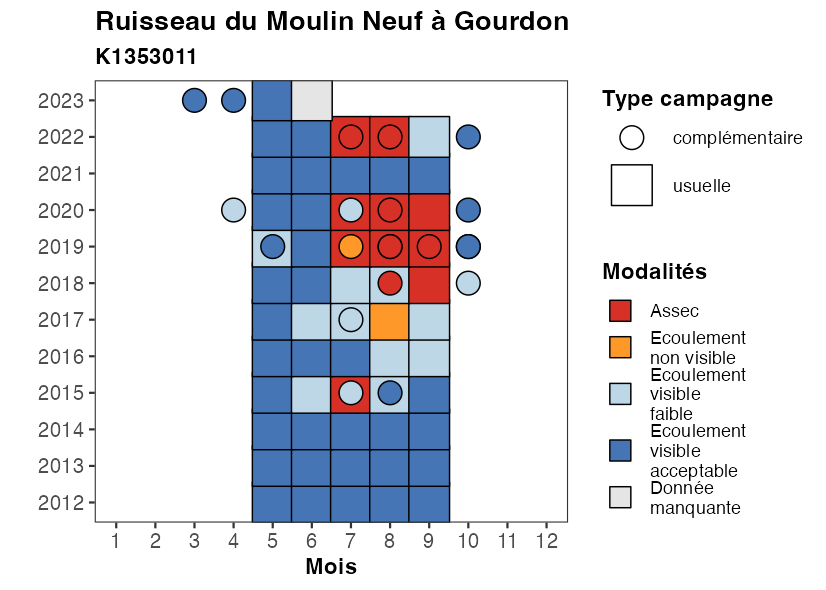 Ruisseau du Moulin Neuf à Gourdon
K1353011
2023
2022
2021
2020
2019
2018
2017
2016
2015
2014
2013
2012
1 2 3 4 5 6 7 8 9 10 11 12
Mois
Type campagne
complémentaire
usuelle
Modalités
Assec
Ecoulement
non visible
Ecoulement
visible
faible
Ecoulement
visible
acceptable
Donnée
manquante